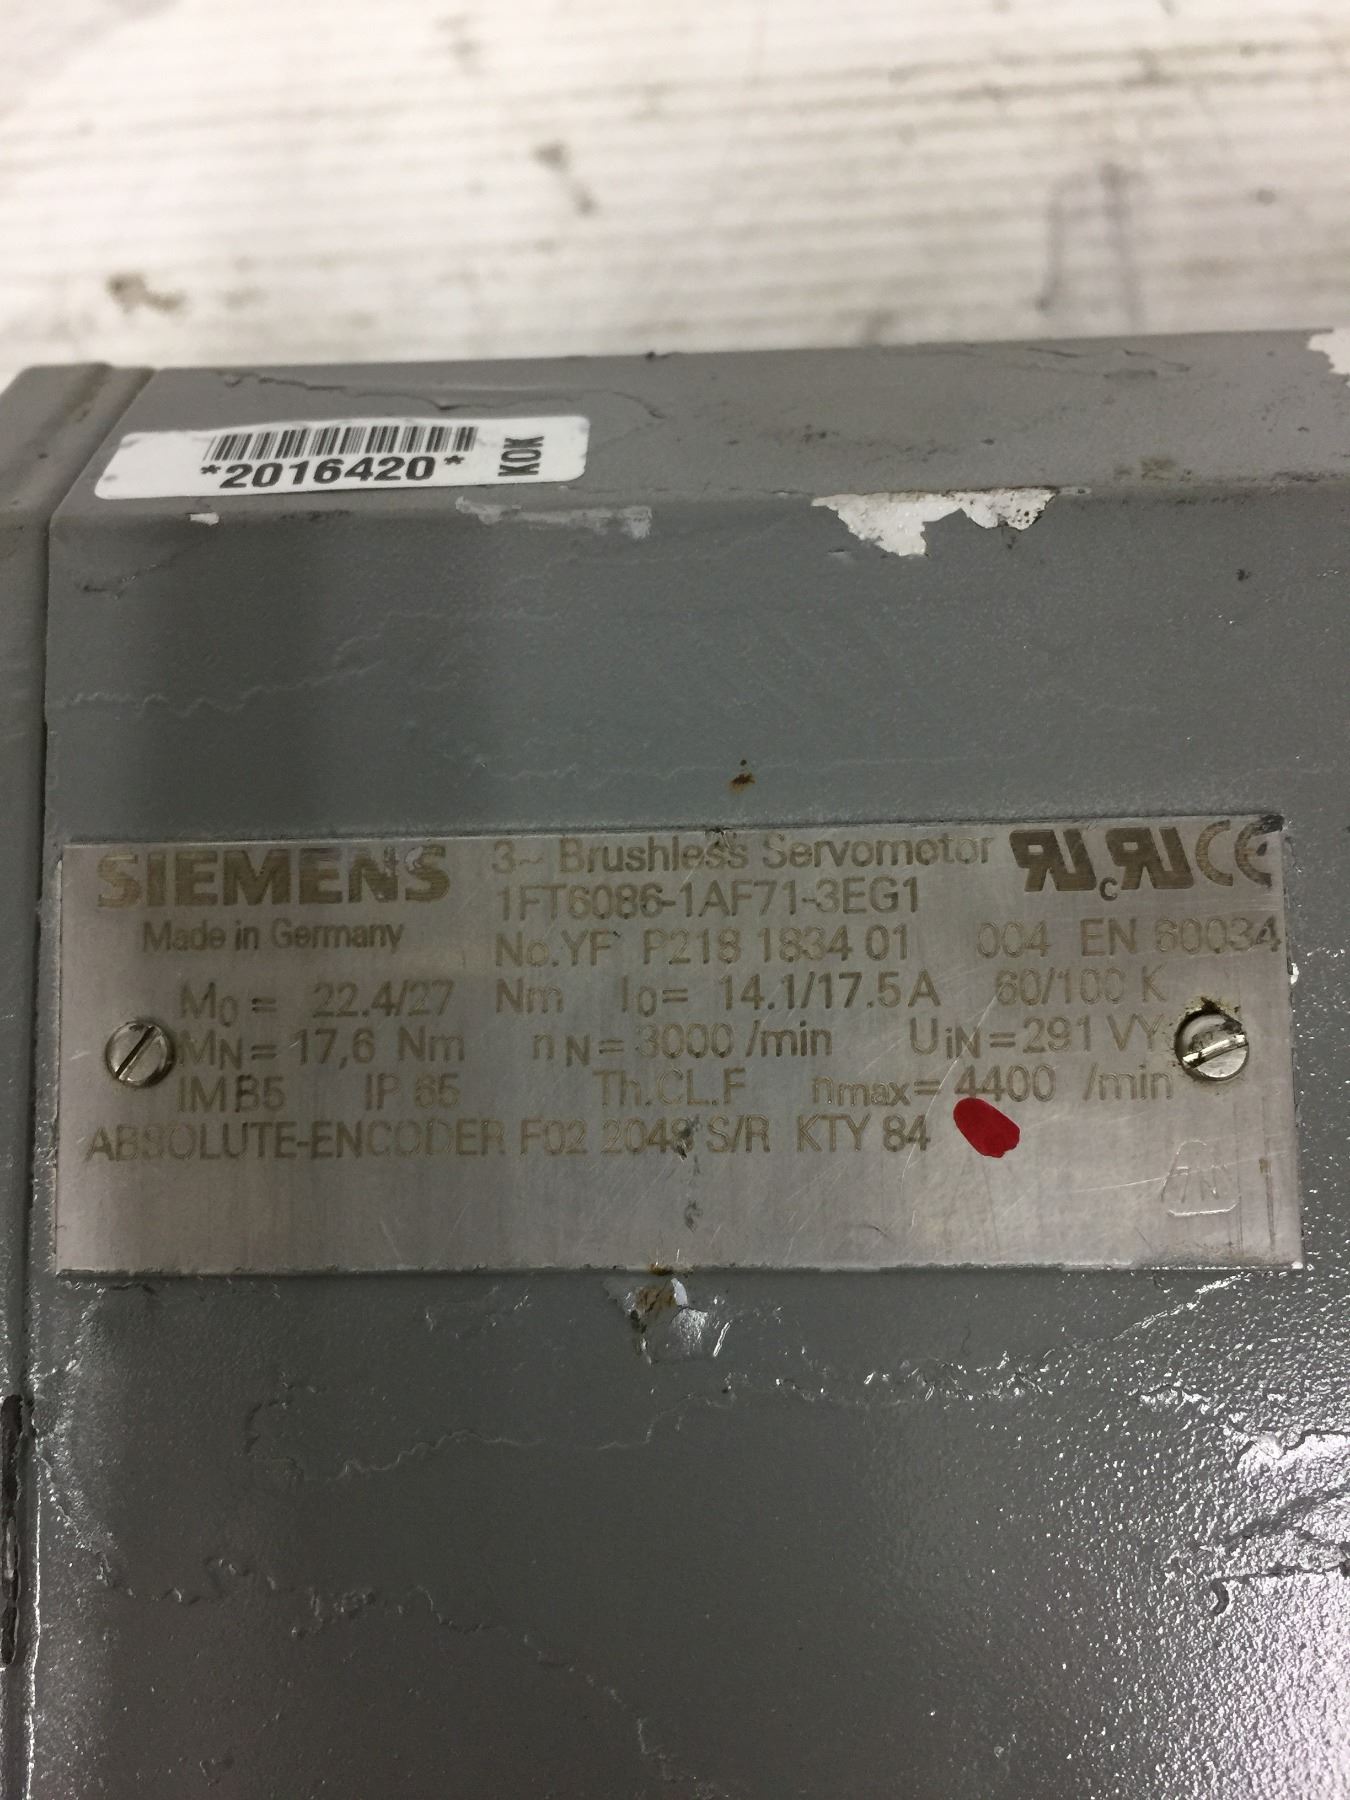 *2016420*
KOK
SIEMENS 3~ Brushless Servomotor
1FT6086-1AF71-3EG1
Made in Germany No.YF P218 1834 01 004 EN 60034
M0 = 22.4/27 Nm I0 = 14.1/17.5 A 60/100 K
MN = 17,6 Nm nN = 3000 /min UiN = 291 VY
IM B5 IP 65 Th.CL.F nmax = 4400 /min
ABSOLUTE-ENCODER F02 2048 S/R KTY 84